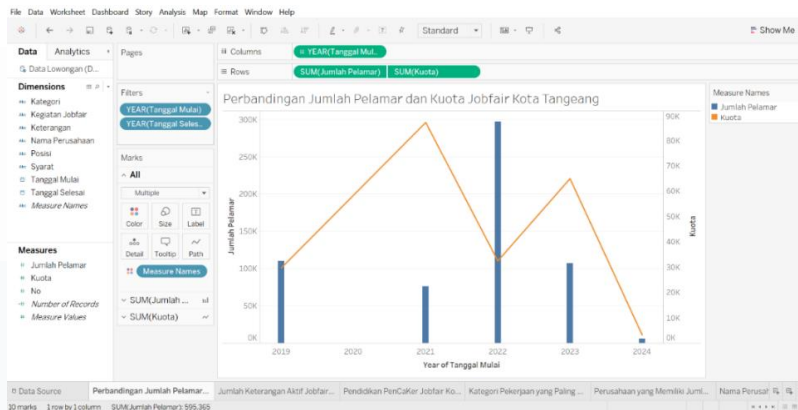 File Data Worksheet Dashboard Story Analysis Map Format Window Help
Standard
Show Me
Data Analytics
Pages
Columns YEAR(Tanggal Mul..
Rows SUM(Jumlah Pelamar) SUM(Kuota)
Data Lowongan (D...
Dimensions
Kategori
Kegiatan Jobfair
Keterangan
Nama Perusahaan
Posisi
Syarat
Tanggal Mulai
Tanggal Selesai
Measure Names
Measures
Jumlah Pelamar
Kuota
No
Number of Records
Measure Values
Filters
YEAR(Tanggal Mulai)
YEAR(Tanggal Seles..
Marks
All
Multiple
Color Size Label
Detail Tooltip Path
Measure Names
SUM(Jumlah ...
SUM(Kuota)
Perbandingan Jumlah Pelamar dan Kuota Jobfair Kota Tangeang
300K
250K
200K
150K
100K
50K
0K
Jumlah Pelamar
90K
80K
70K
60K
50K
40K
30K
20K
10K
0K
Kuota
2019 2020 2021 2022 2023 2024
Year of Tanggal Mulai
Measure Names
Jumlah Pelamar
Kuota
Data Source Perbandingan Jumlah Pelamar... Jumlah Keterangan Aktif Jobfair... Pendidikan PenCaKer Jobfair Ko... Kategori Pekerjaan yang Paling ... Perusahaan yang Memiliki Juml... Nama Perusah
10 marks 1 row by 1 column SUM(Jumlah Pelamar): 595.365